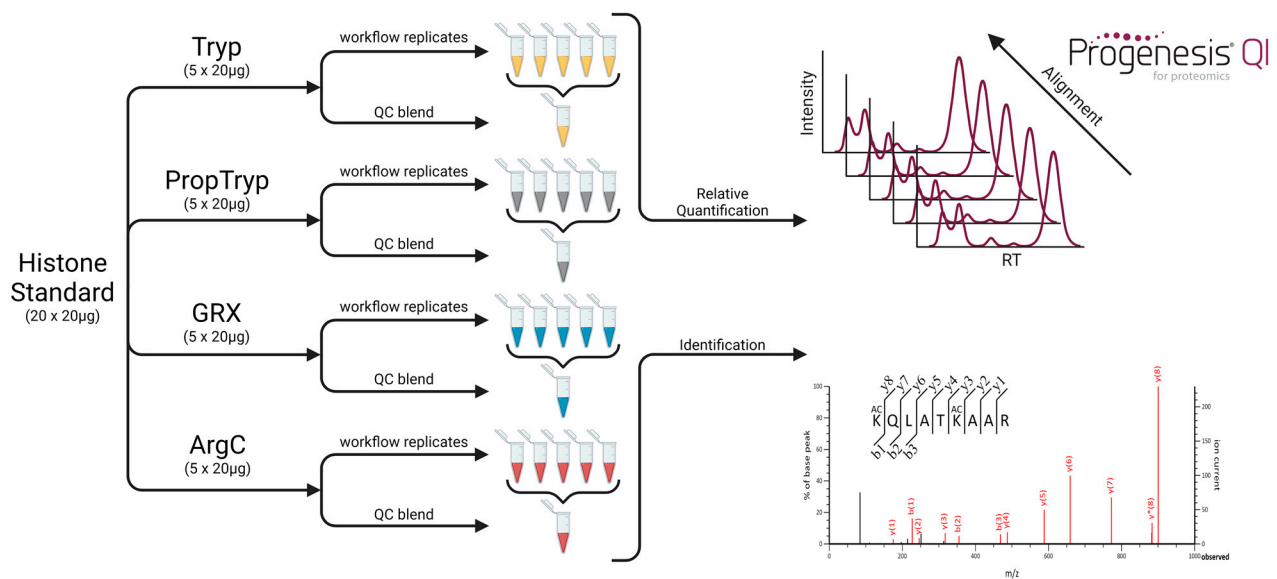 Histone
Standard
(20 x 20μg)
Tryp
(5 x 20μg)
workflow replicates
QC blend
PropTryp
(5 x 20μg)
workflow replicates
QC blend
GRX
(5 x 20μg)
workflow replicates
QC blend
ArgC
(5 x 20μg)
workflow replicates
QC blend
Relative
Quantification
Identification
Intensity
RT
Alignment
Progenesis® QI
for proteomics
y8 y7 y6 y5 y4 y3 y2 y1
AC AC
K Q L A T K A A R
b1 b2 b3
% of base peak
100
80
60
40
20
0
0 200 400 600 800 1000
m/z
observed
ion current
200
150
100
50
0
y(1)
b(1)
y(2)
y(3)
b(2)
b(3)
y(4)
y(5)
y(6)
y(7)
y*(8)
y(8)